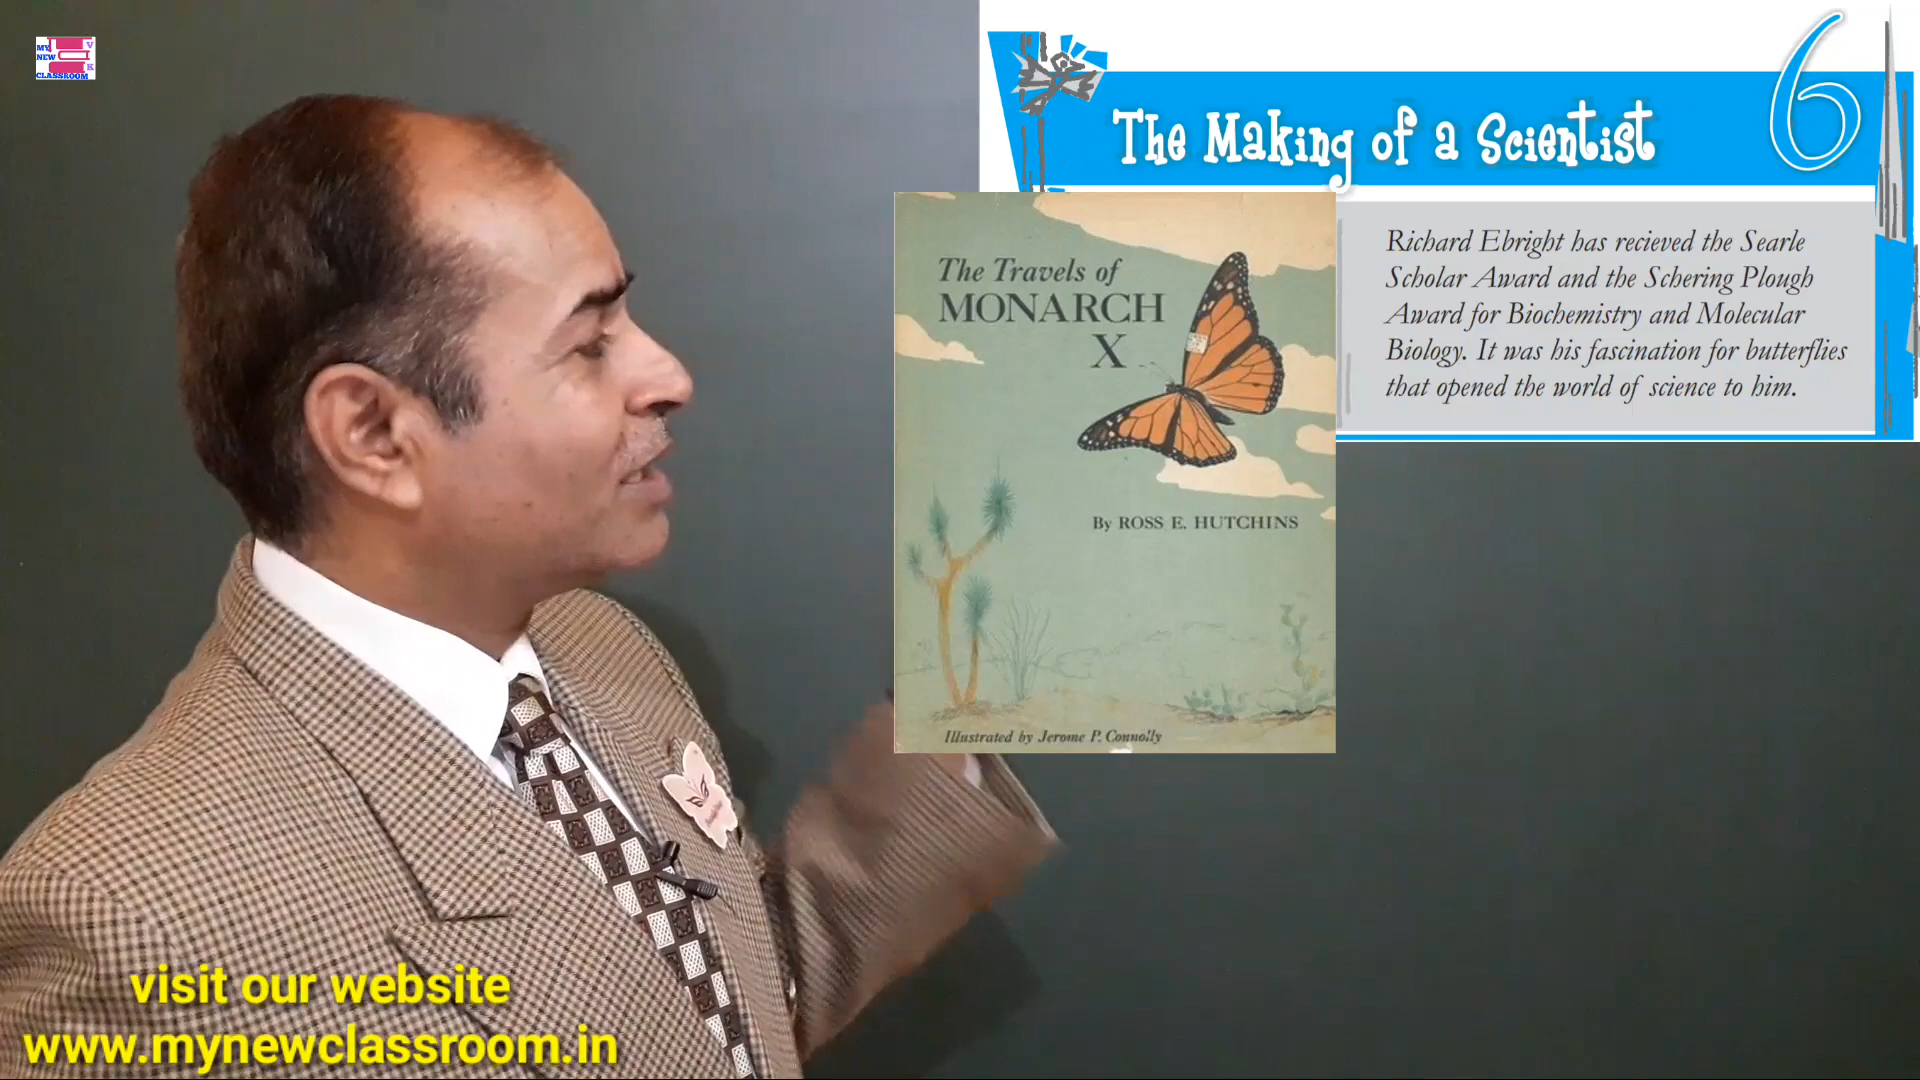 MY
NEW
V
K
CLASSROOM
6
The Making of a Scientist
Richard Ebright has recieved the Searle
Scholar Award and the Schering Plough
Award for Biochemistry and Molecular
Biology. It was his fascination for butterflies
that opened the world of science to him.
The Travels of
MONARCH
X
By ROSS E. HUTCHINS
Illustrated by Jerome P. Connolly
visit our website
www.mynewclassroom.in